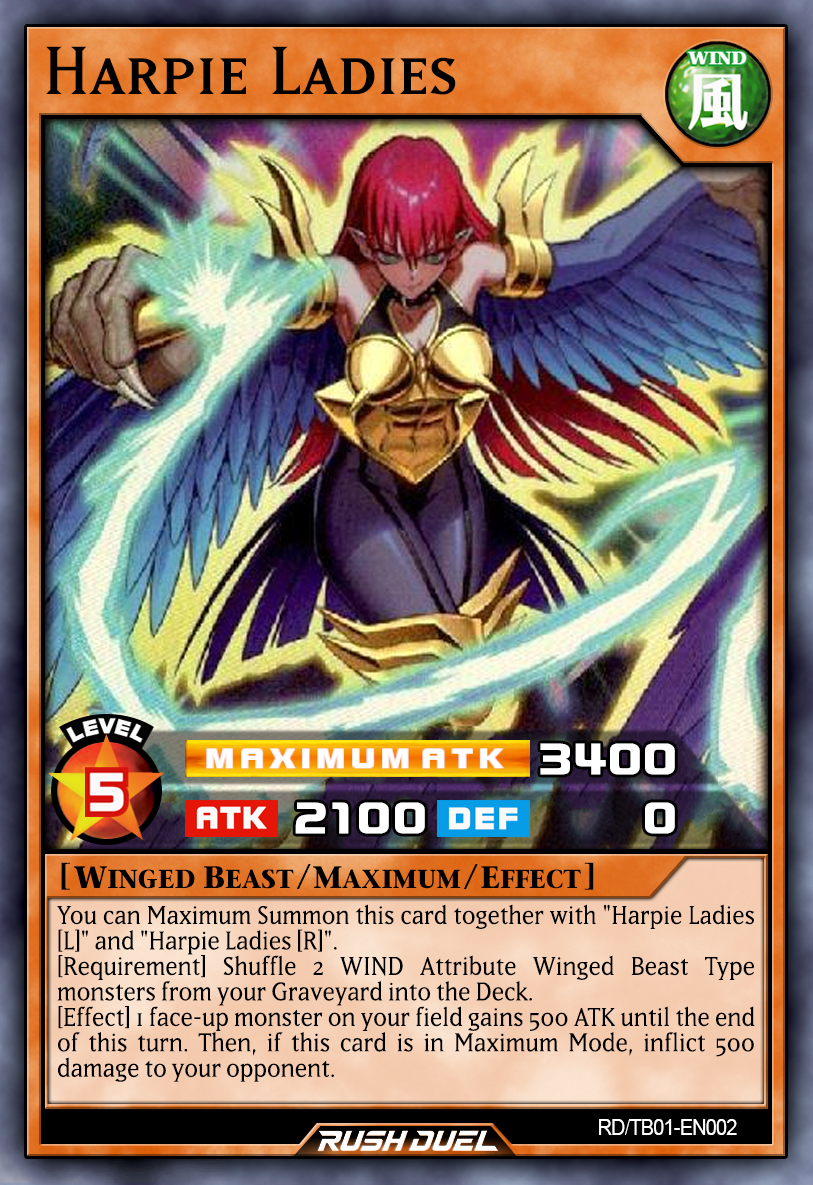 Harpie Ladies
WIND
風
LEVEL
5
MAXIMUM ATK 3400
ATK 2100 DEF 0
[Winged Beast/Maximum/Effect]
You can Maximum Summon this card together with "Harpie Ladies
[L]" and "Harpie Ladies [R]".
[Requirement] Shuffle 2 WIND Attribute Winged Beast Type
monsters from your Graveyard into the Deck.
[Effect] 1 face-up monster on your field gains 500 ATK until the end
of this turn. Then, if this card is in Maximum Mode, inflict 500
damage to your opponent.
RD/TB01-EN002
RUSH DUEL